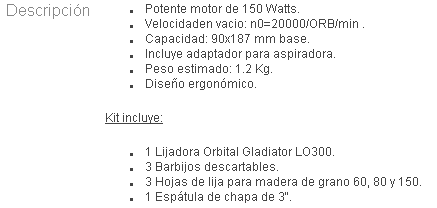 Descripción
Potente motor de 150 Watts.
Velocidaden vacio: n0=20000/ORB/min .
Capacidad: 90x187 mm base.
Incluye adaptador para aspiradora.
Peso estimado: 1.2 Kg.
Diseño ergonómico.
Kit incluye:
1 Lijadora Orbital Gladiator LO300.
3 Barbijos descartables.
3 Hojas de lija para madera de grano 60, 80 y 150.
1 Espátula de chapa de 3".